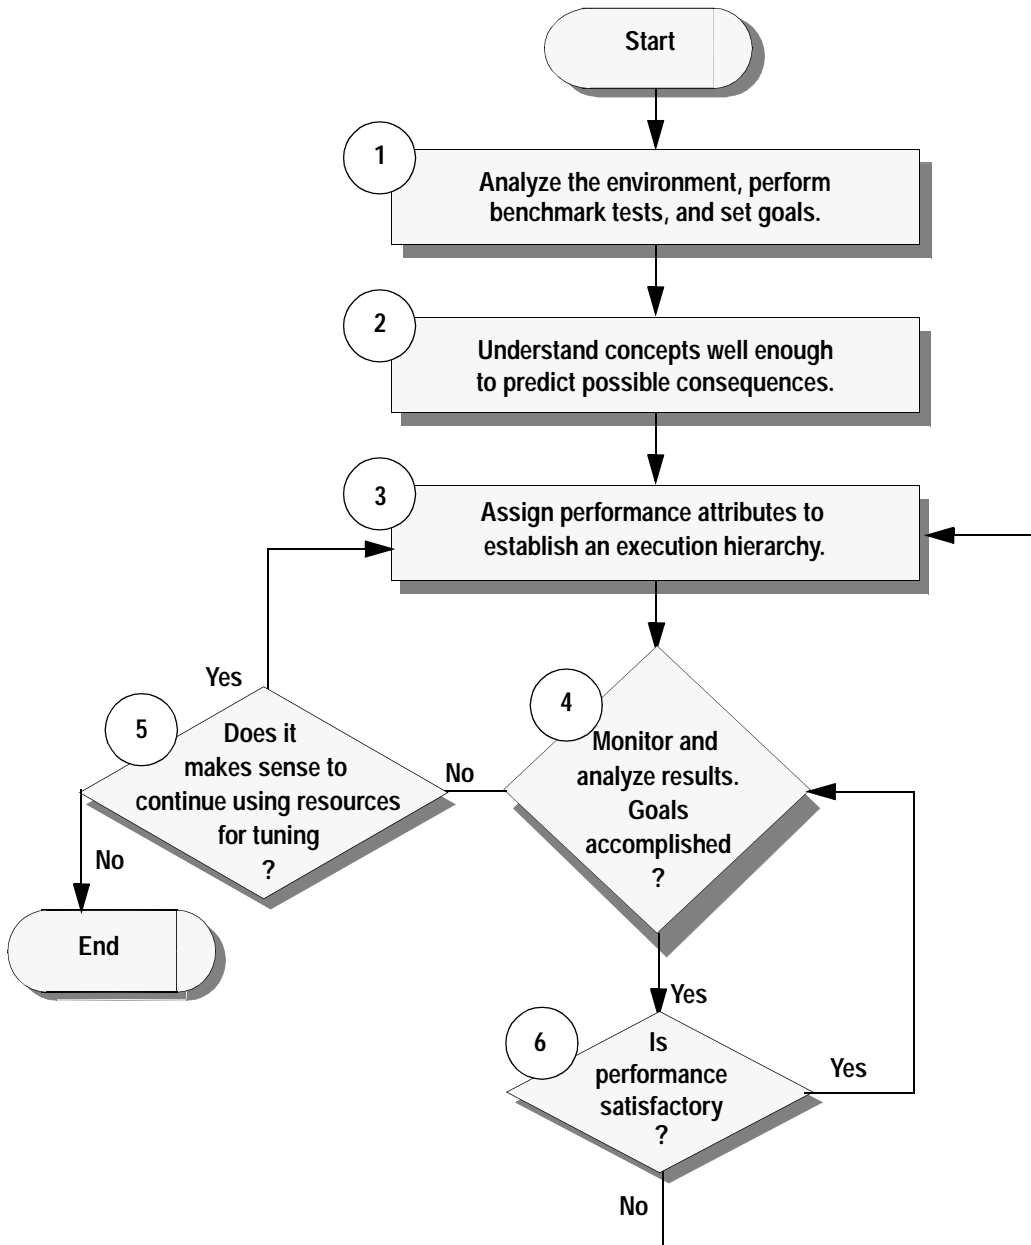 Start
1
Analyze the environment, perform
benchmark tests, and set goals.
2
Understand concepts well enough
to predict possible consequences.
3
Assign performance attributes to
establish an execution hierarchy.
Yes
4
5
Does it
makes sense to
continue using resources
for tuning
?
No
Monitor and
analyze results.
Goals
accomplished
?
No
End
Yes
6
Is
performance
satisfactory
?
Yes
No